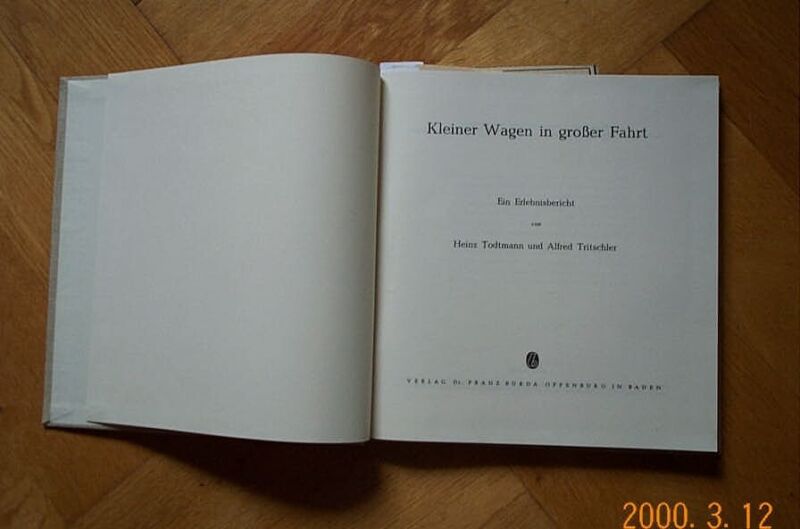 Kleiner Wagen in großer Fahrt
Ein Erlebnisbericht
von
Heinz Todtmann und Alfred Tritschler
VERLAG Dr. FRANZ BURDA OFFENBURG IN BADEN
2000. 3. 12